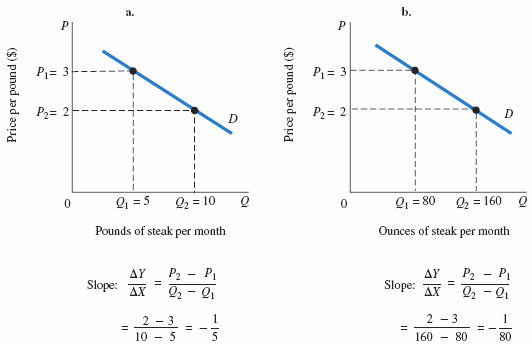 a.
P
Price per pound ($)
P₁ = 3
P₂ = 2
D
0
Q₁ = 5
Q₂ = 10
Q
Pounds of steak per month
Slope: ΔY/ΔX = (P₂ − P₁)/(Q₂ − Q₁)
= (2 − 3)/(10 − 5) = −1/5
b.
P
Price per pound ($)
P₁ = 3
P₂ = 2
D
0
Q₁ = 80
Q₂ = 160
Q
Ounces of steak per month
Slope: ΔY/ΔX = (P₂ − P₁)/(Q₂ − Q₁)
= (2 − 3)/(160 − 80) = −1/80